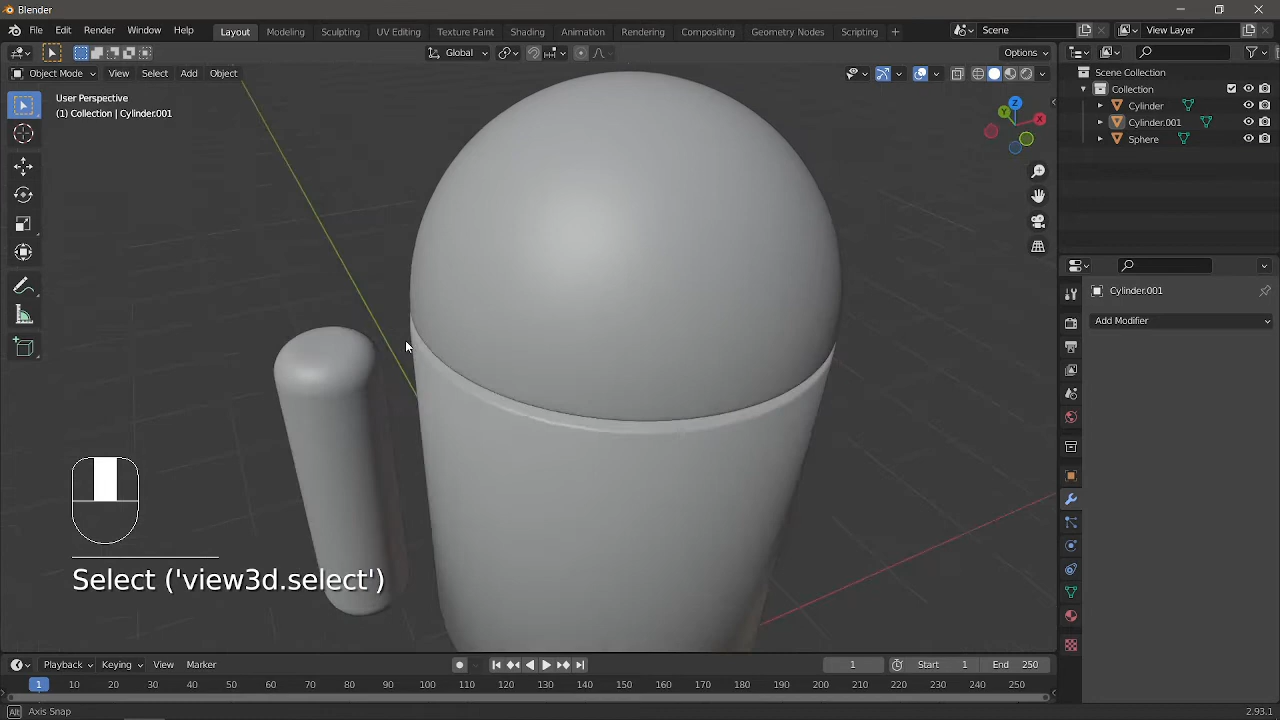 Blender
File Edit Render Window Help
Layout Modeling Sculpting UV Editing Texture Paint Shading Animation Rendering Compositing Geometry Nodes Scripting +
Scene
View Layer
Global
Options
Object Mode View Select Add Object
User Perspective
(1) Collection | Cylinder.001
Z
Y
X
Scene Collection
Collection
Cylinder
Cylinder.001
Sphere
Cylinder.001
Add Modifier
Select ('view3d.select')
Playback Keying View Marker
1 Start 1 End 250
1 10 20 30 40 50 60 70 80 90 100 110 120 130 140 150 160 170 180 190 200 210 220 230 240 250
Alt Axis Snap
2.93.1